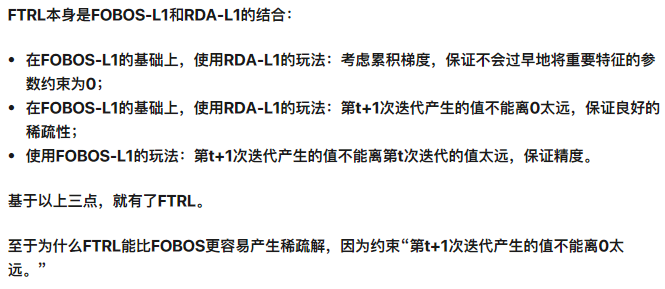 FTRL本身是FOBOS-L1和RDA-L1的结合：
• 在FOBOS-L1的基础上，使用RDA-L1的玩法：考虑累积梯度，保证不会过早地将重要特征的参
数约束为0；
• 在FOBOS-L1的基础上，使用RDA-L1的玩法：第t+1次迭代产生的值不能离0太远，保证良好的
稀疏性；
• 使用FOBOS-L1的玩法：第t+1次迭代产生的值不能离第t次迭代的值太远，保证精度。
基于以上三点，就有了FTRL。
至于为什么FTRL能比FOBOS更容易产生稀疏解，因为约束“第t+1次迭代产生的值不能离0太
远。”